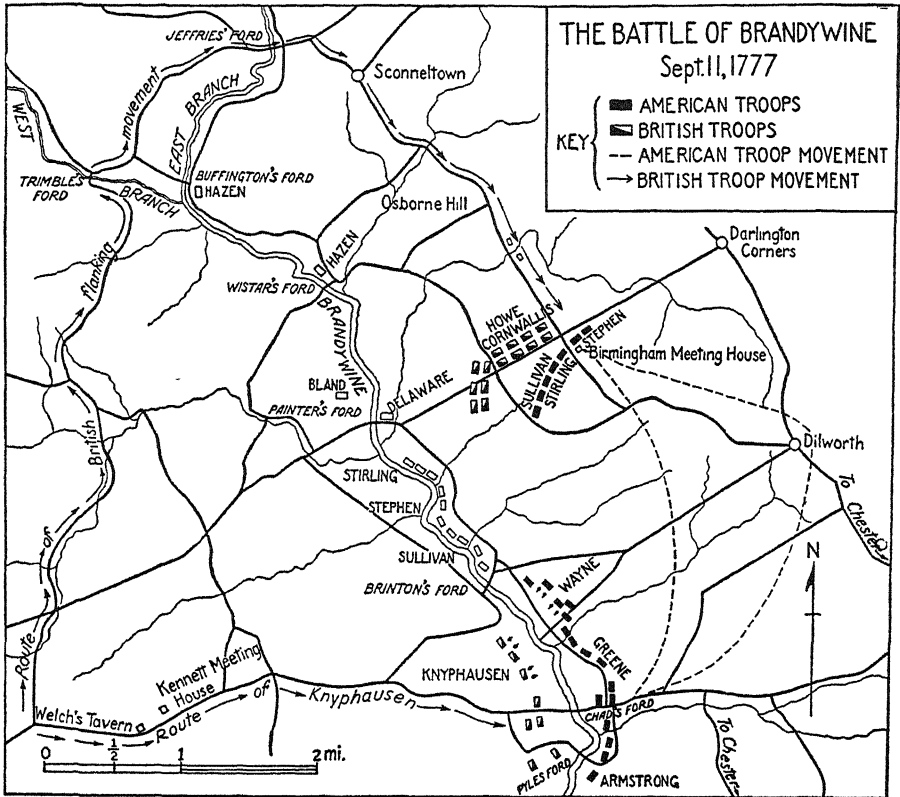 THE BATTLE OF BRANDYWINE
Sept. 11, 1777
KEY
AMERICAN TROOPS
BRITISH TROOPS
AMERICAN TROOP MOVEMENT
BRITISH TROOP MOVEMENT
JEFFRIES' FORD
Sconneltown
movement
EAST BRANCH
WEST
BRANCH
TRIMBLE'S
FORD
BUFFINGTON'S FORD
HAZEN
Osborne Hill
HAZEN
Darlington
Corners
flanking
WISTAR'S FORD
BRANDYWINE
HOWE
CORNWALLIS
STEPHEN
Birmingham Meeting House
SULLIVAN
STIRLING
BLAND
DELAWARE
PAINTER'S FORD
British
Dilworth
STIRLING
To Chester
STEPHEN
of
SULLIVAN
N
BRINTON'S FORD
WAYNE
Route
GREENE
Kennett Meeting
House
KNYPHAUSEN
Welch's Tavern
Route of Knyphausen
CHAD'S FORD
To Chester
0 1/2 1 2 mi.
PYLES FORD
ARMSTRONG